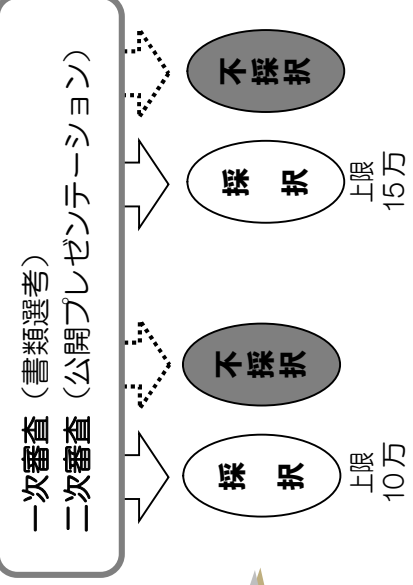 一次審査（書類選考）
二次審査（公開プレゼンテーション）
採択
不採択
採択
不採択
上限
10万
上限
15万